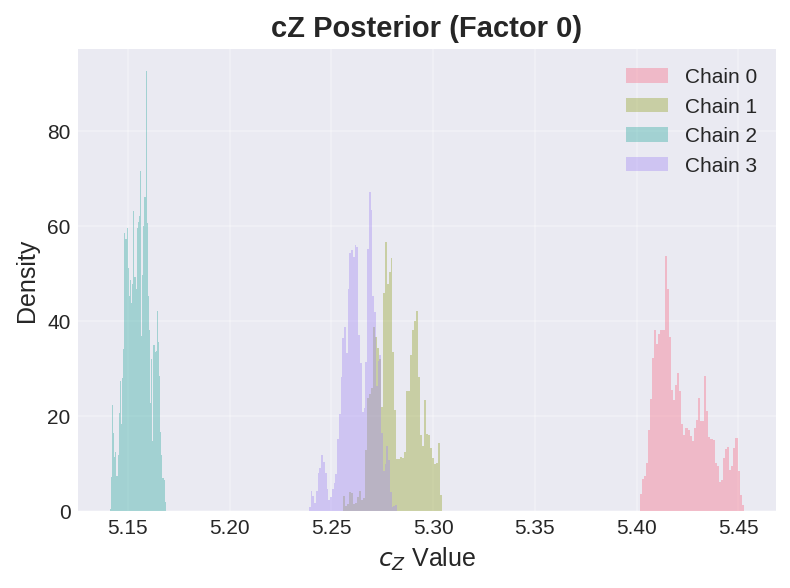 cZ Posterior (Factor 0)
Chain 0
Chain 1
Chain 2
Chain 3
Density
80
60
40
20
0
5.15 5.20 5.25 5.30 5.35 5.40 5.45
c_Z Value